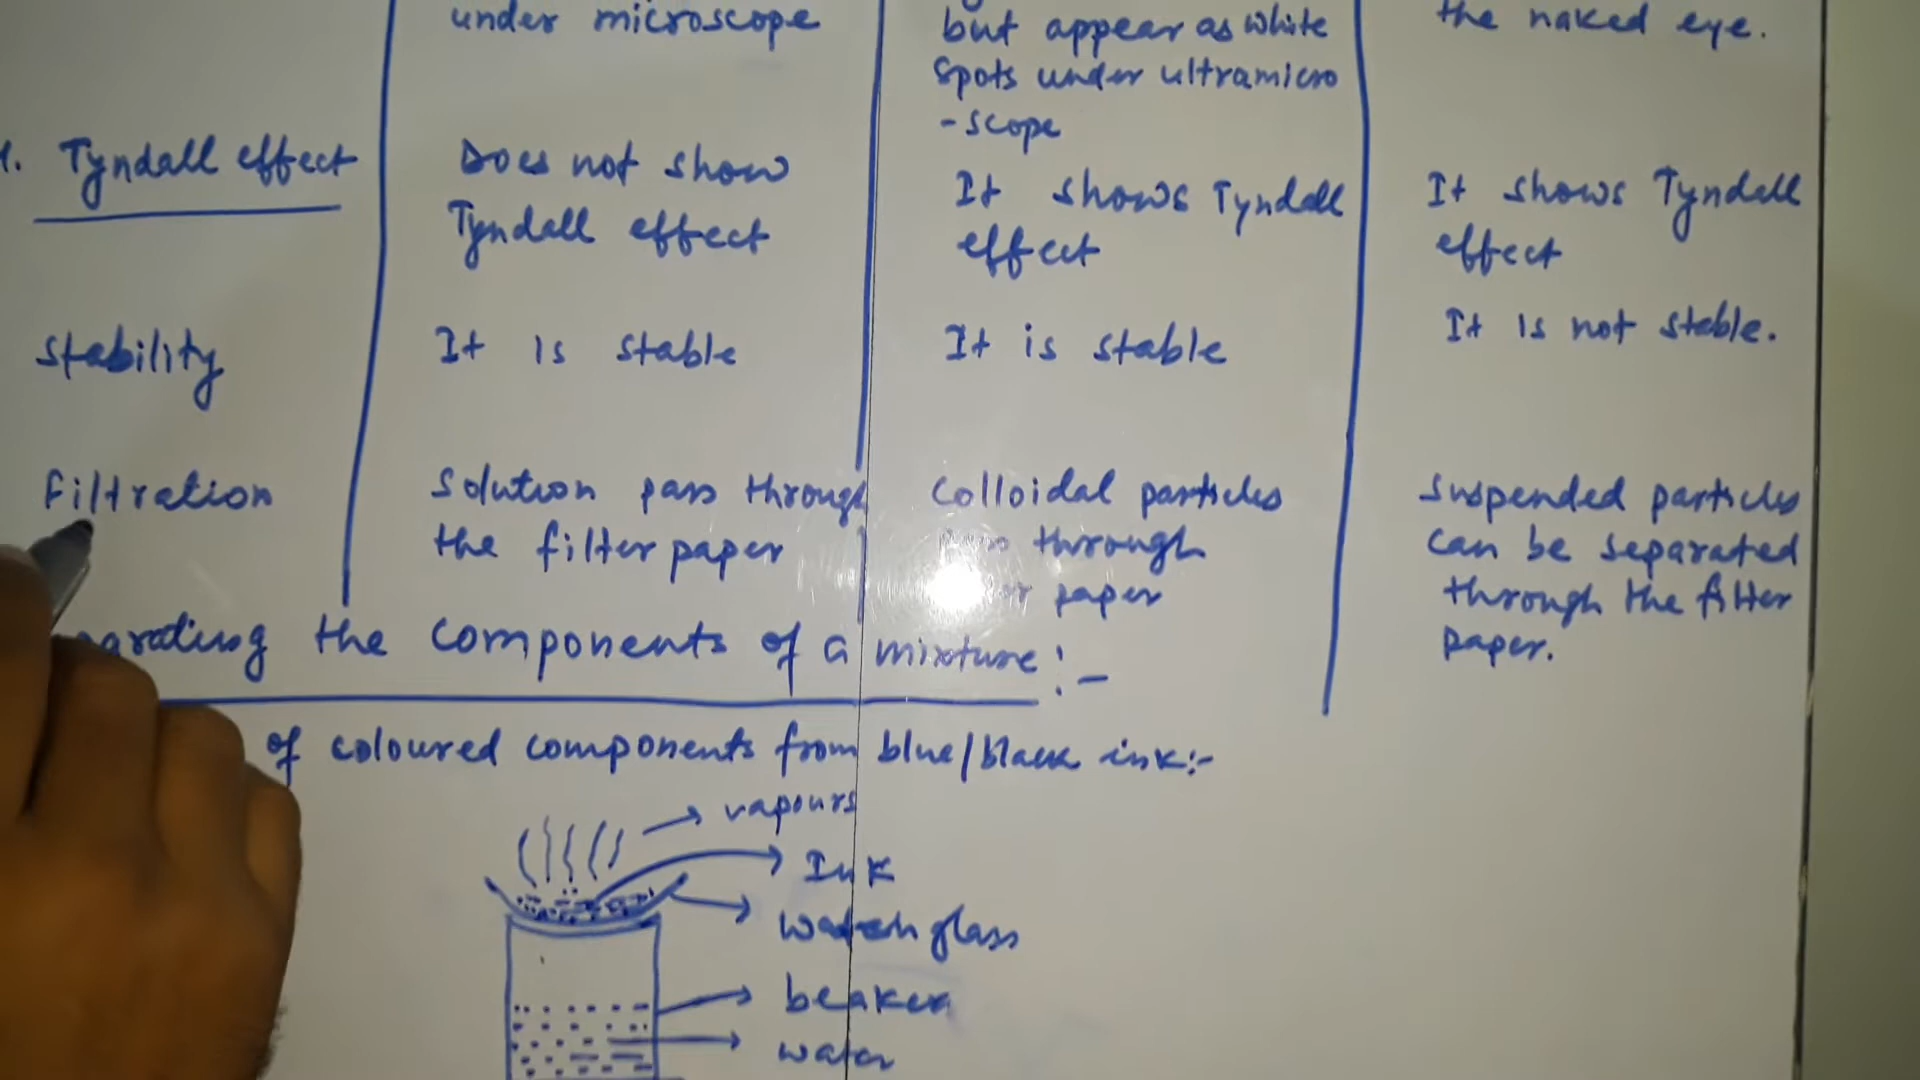 under microscope
but appear as white
spots under ultramicro
-scope
the naked eye.
1. Tyndall effect
Does not show
Tyndall effect
It shows Tyndall
effect
It shows Tyndall
effect
Stability
It is stable
It is stable
It is not stable.
Filtration
Solution pass through
the filter paper
Colloidal particles
through
paper
Suspended particles
can be separated
through the filter
paper.
the components of a mixture:-
of coloured components from blue/black ink:-
vapours
Ink
watch glass
beaker
water